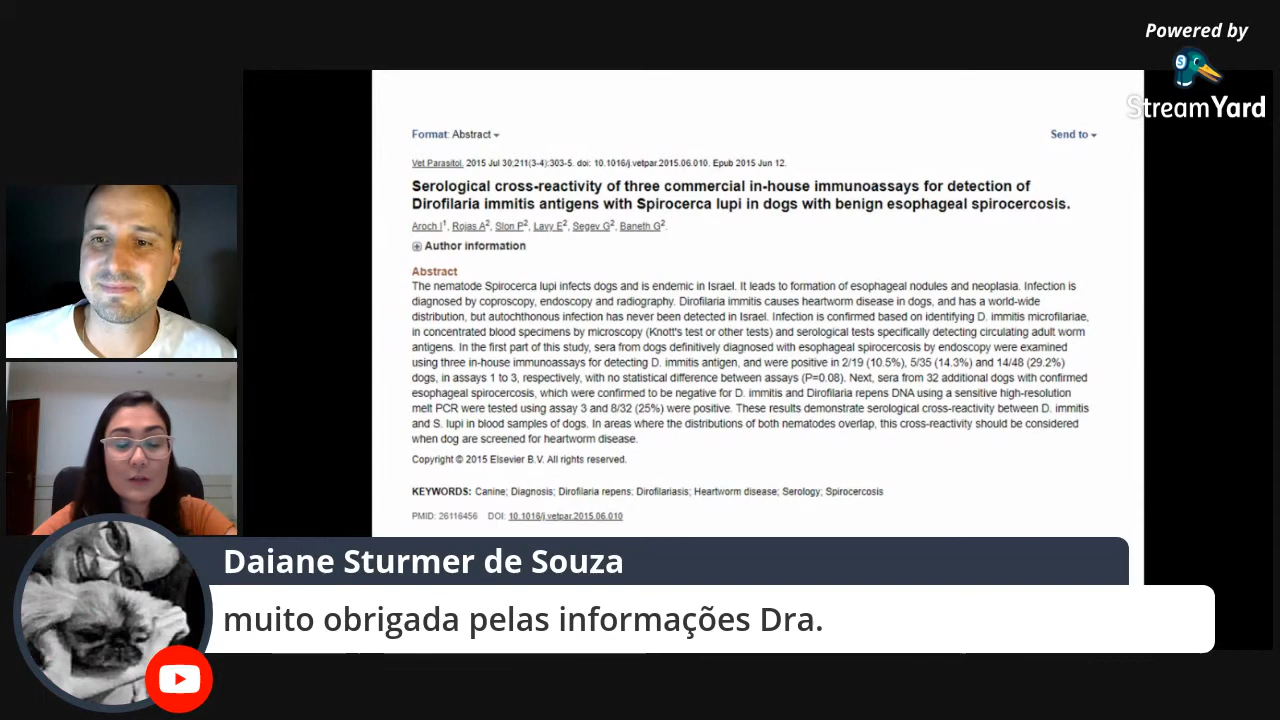 Powered by
StreamYard
Format: Abstract
Send to
Vet Parasitol. 2015 Jul 30;211(3-4):303-5. doi: 10.1016/j.vetpar.2015.06.010. Epub 2015 Jun 12.
Serological cross-reactivity of three commercial in-house immunoassays for detection of
Dirofilaria immitis antigens with Spirocerca lupi in dogs with benign esophageal spirocercosis.
Aroch I1, Rojas A2, Slon P2, Lavy E2, Segev G2, Baneth G2.
Author information
Abstract
The nematode Spirocerca lupi infects dogs and is endemic in Israel. It leads to formation of esophageal nodules and neoplasia. Infection is
diagnosed by coproscopy, endoscopy and radiography. Dirofilaria immitis causes heartworm disease in dogs, and has a world-wide
distribution, but autochthonous infection has never been detected in Israel. Infection is confirmed based on identifying D. immitis microfilariae,
in concentrated blood specimens by microscopy (Knott's test or other tests) and serological tests specifically detecting circulating adult worm
antigens. In the first part of this study, sera from dogs definitively diagnosed with esophageal spirocercosis by endoscopy were examined
using three in-house immunoassays for detecting D. immitis antigen, and were positive in 2/19 (10.5%), 5/35 (14.3%) and 14/48 (29.2%)
dogs, in assays 1 to 3, respectively, with no statistical difference between assays (P=0.08). Next, sera from 32 additional dogs with confirmed
esophageal spirocercosis, which were confirmed to be negative for D. immitis and Dirofilaria repens DNA using a sensitive high-resolution
melt PCR were tested using assay 3 and 8/32 (25%) were positive. These results demonstrate serological cross-reactivity between D. immitis
and S. lupi in blood samples of dogs. In areas where the distributions of both nematodes overlap, this cross-reactivity should be considered
when dog are screened for heartworm disease.
Copyright © 2015 Elsevier B.V. All rights reserved.
KEYWORDS: Canine; Diagnosis; Dirofilaria repens; Dirofilariasis; Heartworm disease; Serology; Spirocercosis
PMID: 26116456 DOI: 10.1016/j.vetpar.2015.06.010
Daiane Sturmer de Souza
muito obrigada pelas informações Dra.